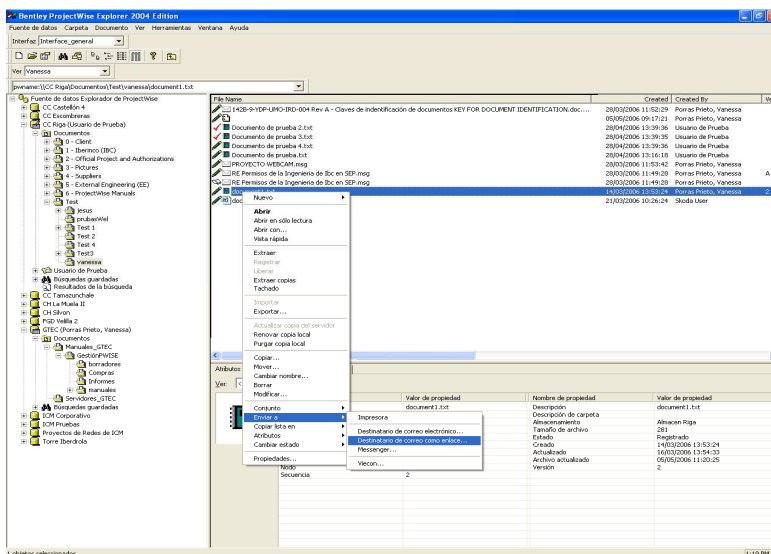 Bentley ProjectWise Explorer 2004 Edition
Fuente de datos Carpeta Documento Ver Herramientas Ventana Ayuda
Interfaz Interface_general
Ver Vanessa
pwname:\\CC Riga\Documentos\Test\vanessa\document1.txt
Fuente de datos Explorador de ProjectWise
CC Castellón 4
CC Escombreras
CC Riga (Usuario de Prueba)
Documentos
0 - Client
1 - Iberinco (IBC)
2 - Official Project and Authorizations
3 - Pictures
4 - Suppliers
5 - External Engineering (EE)
6 - ProjectWise Manuals
Test
jesus
prubasWel
Test 1
Test 2
Test 4
Test3
vanessa
Usuario de Prueba
Búsquedas guardadas
Resultados de la búsqueda
CC Tamazunchale
CH La Muela II
CH Silvon
FGD Velilla 2
GTEC (Porras Prieto, Vanessa)
Documentos
Manuales_GTEC
GestiónPWISE
borradores
Compras
Informes
manuales
Servidores_GTEC
Búsquedas guardadas
ICM Corporativo
ICM Pruebas
Proyectos de Redes de ICM
Torre Iberdrola
File Name Created Created By Ve
142B-9-YDP-UMO-IRD-004 Rev A - Claves de indentificación de documentos KEY FOR DOCUMENT IDENTIFICATION.doc.... 28/03/2006 11:52:29 Porras Prieto, Vanessa
05/05/2006 09:17:21 Porras Prieto, Vanessa
Documento de prueba 2.txt 28/04/2006 13:39:36 Usuario de Prueba
Documento de prueba 3.txt 28/04/2006 13:39:35 Usuario de Prueba
Documento de prueba 4.txt 28/04/2006 13:39:36 Usuario de Prueba
Documento de prueba.txt 28/04/2006 13:16:18 Usuario de Prueba
PROYECTO WEBCAM.msg 28/03/2006 11:53:42 Porras Prieto, Vanessa
RE Permisos de la Ingenieria de Ibc en SEP.msg 28/03/2006 11:49:28 Porras Prieto, Vanessa A
RE Permisos de la Ingenieria de Ibc en SEP.msg 28/03/2006 11:49:28 Porras Prieto, Vanessa
document1.txt 14/03/2006 13:53:24 Porras Prieto, Vanessa 2
doc 21/03/2006 10:26:24 Skoda User
Nuevo
Abrir
Abrir en sólo lectura
Abrir con...
Vista rápida
Extraer
Registrar
Liberar
Extraer copias
Tachado
Importar
Exportar...
Actualizar copia del servidor
Renovar copia local
Purgar copia local
Copiar...
Mover...
Cambiar nombre...
Borrar
Modificar...
Conjunto
Enviar a
Copiar lista en
Atributos
Cambiar estado
Propiedades...
Impresora
Destinatario de correo electrónico...
Destinatario de correo como enlace...
Messenger...
Viecon...
Atributos
Ver: <
Valor de propiedad Nombre de propiedad Valor de propiedad
document1.txt Descripción document1.txt
Descripción de carpeta
Almacenamiento Almacen Riga
Tamaño de archivo 281
Estado Registrado
Creado 14/03/2006 13:53:24
Actualizado 16/03/2006 13:54:33
Archivo actualizado 05/05/2006 11:20:25
Nodo Versión 2
Secuencia 2
1 objetos seleccionados 1:19 PM